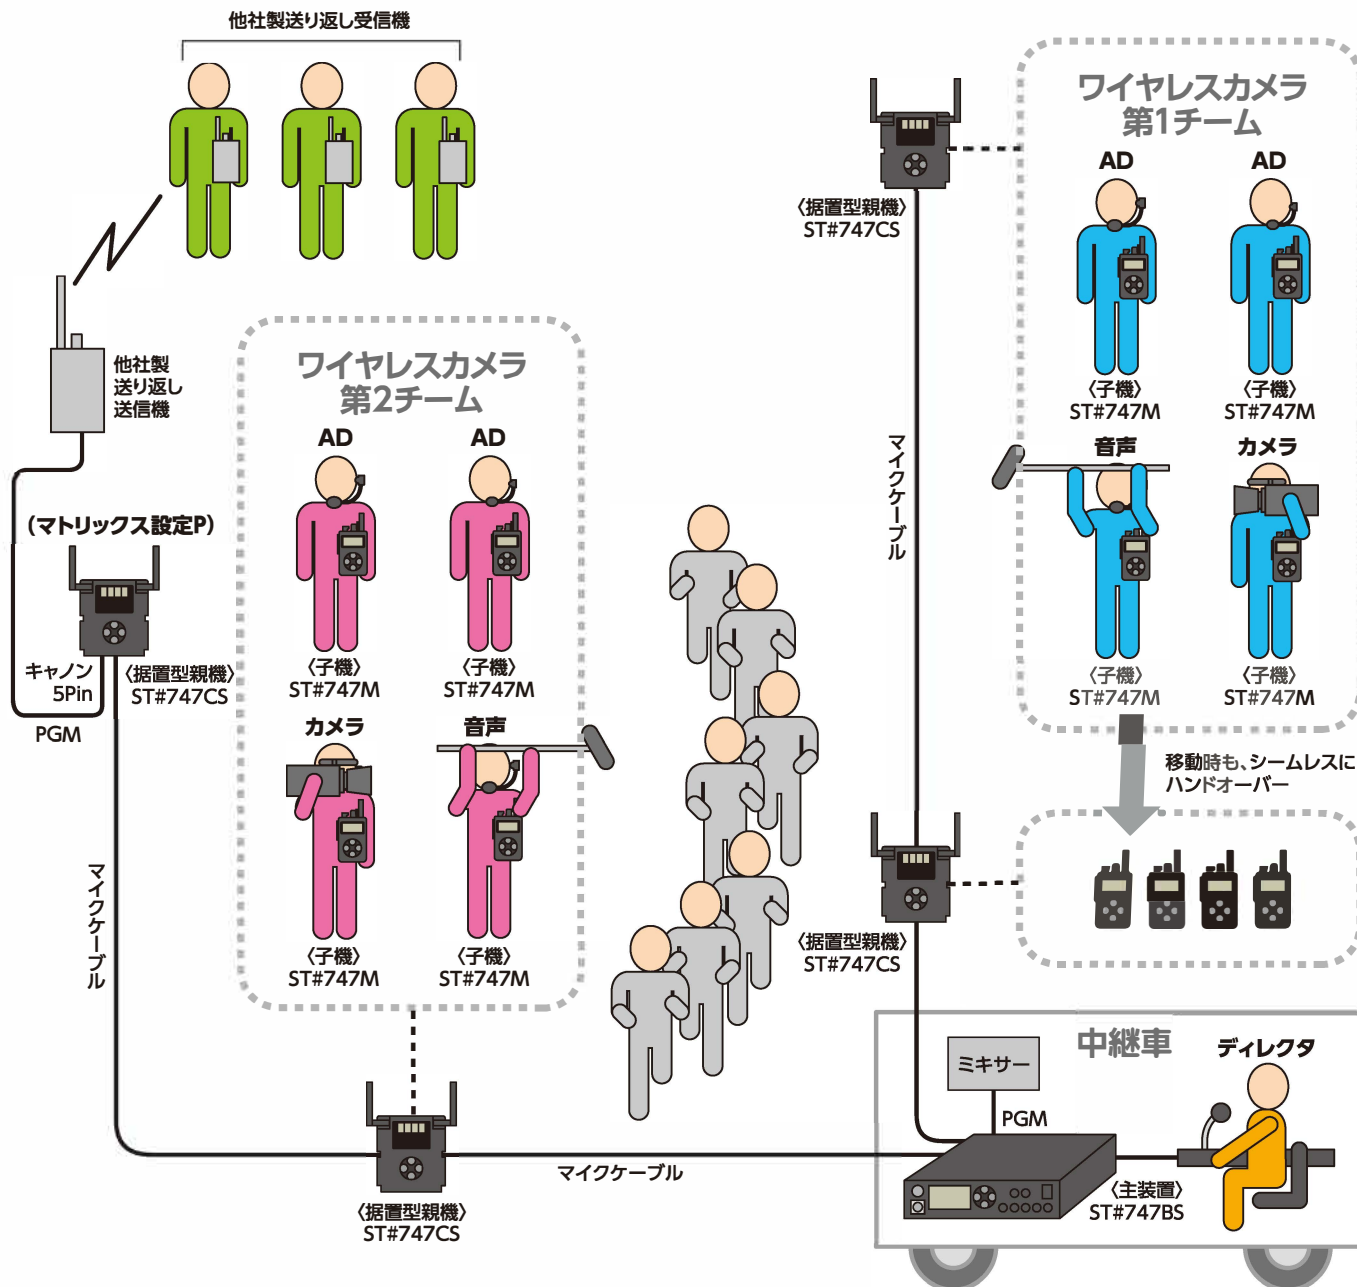 他社製送り返し受信機
他社製
送り返し
送信機
(マトリックス設定P)
キャノン
5Pin
PGM
〈据置型親機〉
ST#747CS
マイクケーブル
ワイヤレスカメラ
第2チーム
AD
AD
〈子機〉
ST#747M
〈子機〉
ST#747M
カメラ
音声
〈子機〉
ST#747M
〈子機〉
ST#747M
〈据置型親機〉
ST#747CS
マイクケーブル
〈据置型親機〉
ST#747CS
マイクケーブル
ワイヤレスカメラ
第1チーム
AD
AD
〈子機〉
ST#747M
〈子機〉
ST#747M
音声
カメラ
〈子機〉
ST#747M
〈子機〉
ST#747M
移動時も、シームレスに
ハンドオーバー
〈据置型親機〉
ST#747CS
中継車
ディレクタ
ミキサー
PGM
〈主装置〉
ST#747BS